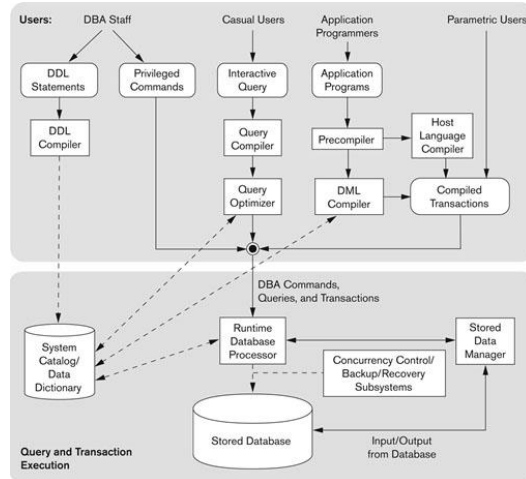 Users: DBA Staff Casual Users Application Parametric Users
Programmers
DDL Privileged Interactive Application
Statements Commands Query Programs
DDL Query Precompiler Host
Compiler Compiler Language
Compiler
Query DML Compiled
Optimizer Compiler Transactions
DBA Commands,
Queries, and Transactions
System Runtime Stored
Catalog/ Database Data
Data Processor Manager
Dictionary
Concurrency Control/
Backup/Recovery
Subsystems
Stored Database
Input/Output
from Database
Query and Transaction
Execution